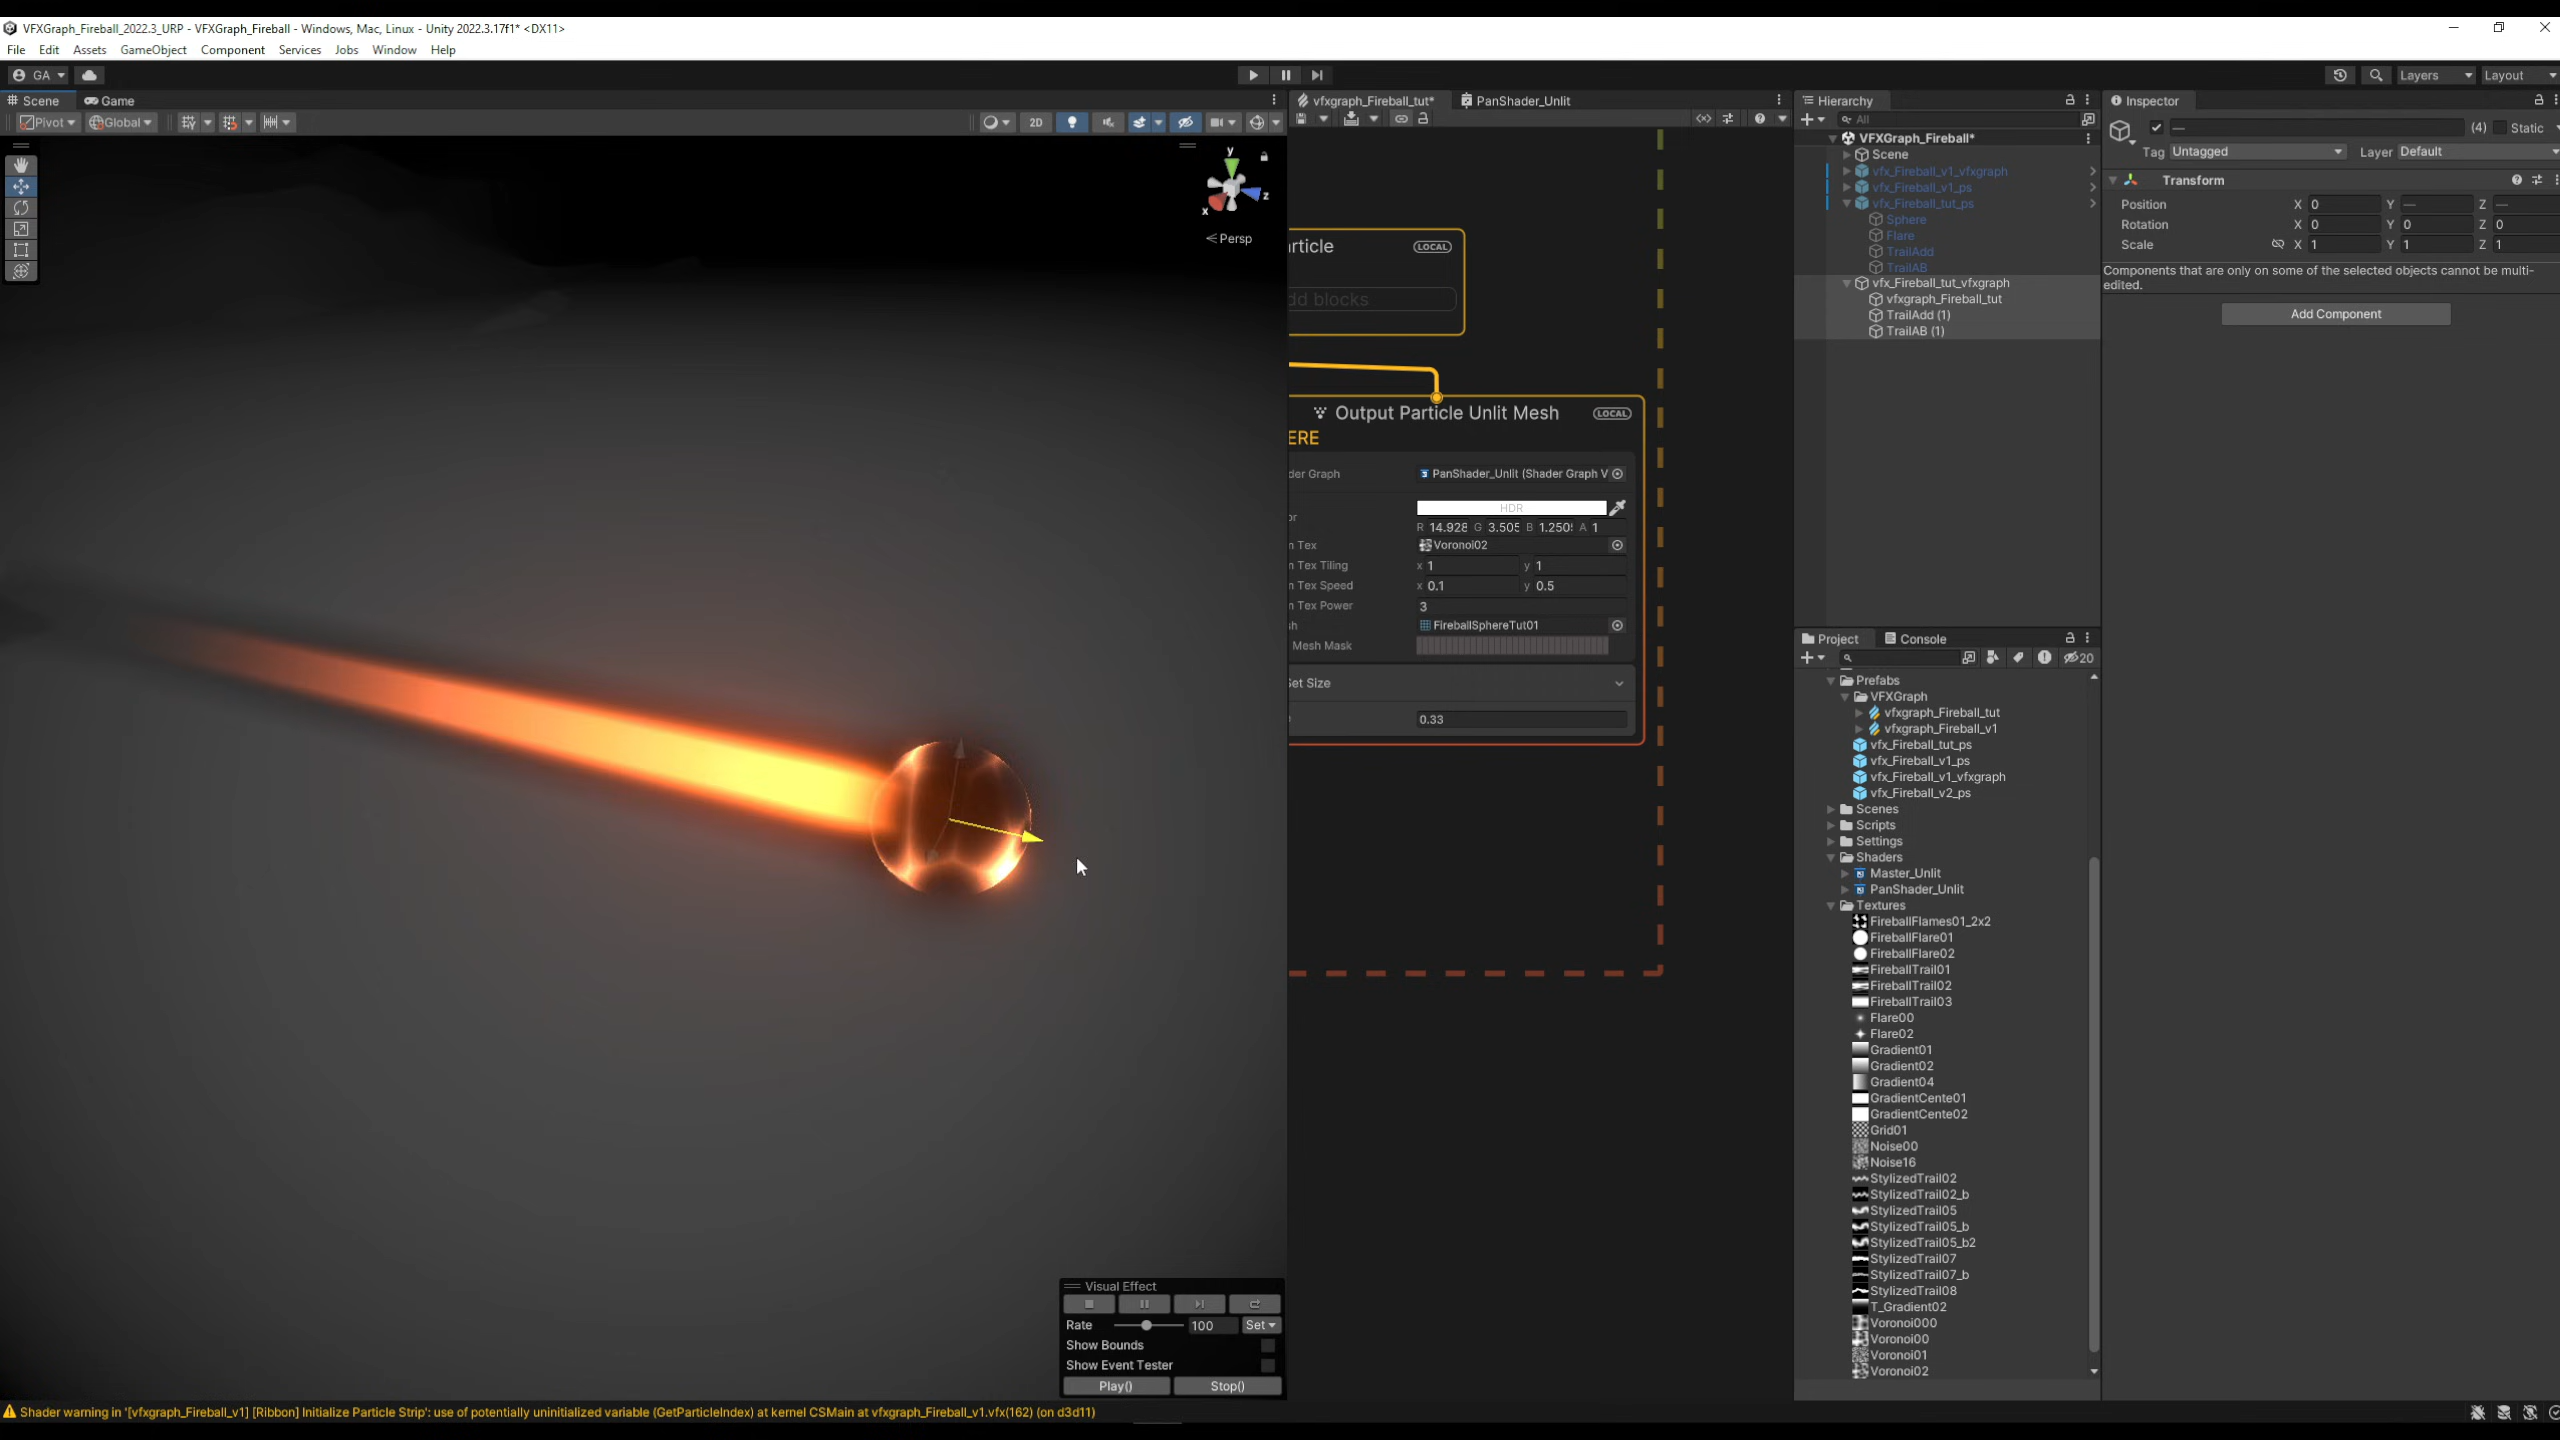 VFXGraph_Fireball_2022.3_URP - VFXGraph_Fireball - Windows, Mac, Linux - Unity 2022.3.17f1* <DX11>
File Edit Assets GameObject Component Services Jobs Window Help
GA
Layers Layout
Scene Game
Pivot Global
2D
y
x
z
Persp
vfxgraph_Fireball_tut* PanShader_Unlit
rticle LOCAL
dd blocks
Output Particle Unlit Mesh LOCAL
ERE
der Graph PanShader_Unlit (Shader Graph V
HDR
or R 14.928 G 3.505 B 1.250 A 1
n Tex Voronoi02
n Tex Tiling x 1 y 1
n Tex Speed x 0.1 y 0.5
n Tex Power 3
sh FireballSphereTut01
Mesh Mask
Set Size
0.33
Hierarchy
All
VFXGraph_Fireball*
Scene
vfx_Fireball_v1_vfxgraph
vfx_Fireball_v1_ps
vfx_Fireball_tut_ps
Sphere
Flare
TrailAdd
TrailAB
vfx_Fireball_tut_vfxgraph
vfxgraph_Fireball_tut
TrailAdd (1)
TrailAB (1)
Project Console
20
Prefabs
VFXGraph
vfxgraph_Fireball_tut
vfxgraph_Fireball_v1
vfx_Fireball_tut_ps
vfx_Fireball_v1_ps
vfx_Fireball_v1_vfxgraph
vfx_Fireball_v2_ps
Scenes
Scripts
Settings
Shaders
Master_Unlit
PanShader_Unlit
Textures
FireballFlames01_2x2
FireballFlare01
FireballFlare02
FireballTrail01
FireballTrail02
FireballTrail03
Flare00
Flare02
Gradient01
Gradient02
Gradient04
GradientCente01
GradientCente02
Grid01
Noise00
Noise16
StylizedTrail02
StylizedTrail02_b
StylizedTrail05
StylizedTrail05_b
StylizedTrail05_b2
StylizedTrail07
StylizedTrail07_b
StylizedTrail08
T_Gradient02
Voronoi000
Voronoi00
Voronoi01
Voronoi02
Inspector
— (4) Static
Tag Untagged Layer Default
Transform
Position X 0 Y — Z —
Rotation X 0 Y 0 Z 0
Scale X 1 Y 1 Z 1
Components that are only on some of the selected objects cannot be multi-
edited.
Add Component
Visual Effect
Rate 100 Set
Show Bounds
Show Event Tester
Play() Stop()
Shader warning in '[vfxgraph_Fireball_v1] [Ribbon] Initialize Particle Strip': use of potentially uninitialized variable (GetParticleIndex) at kernel CSMain at vfxgraph_Fireball_v1.vfx(162) (on d3d11)